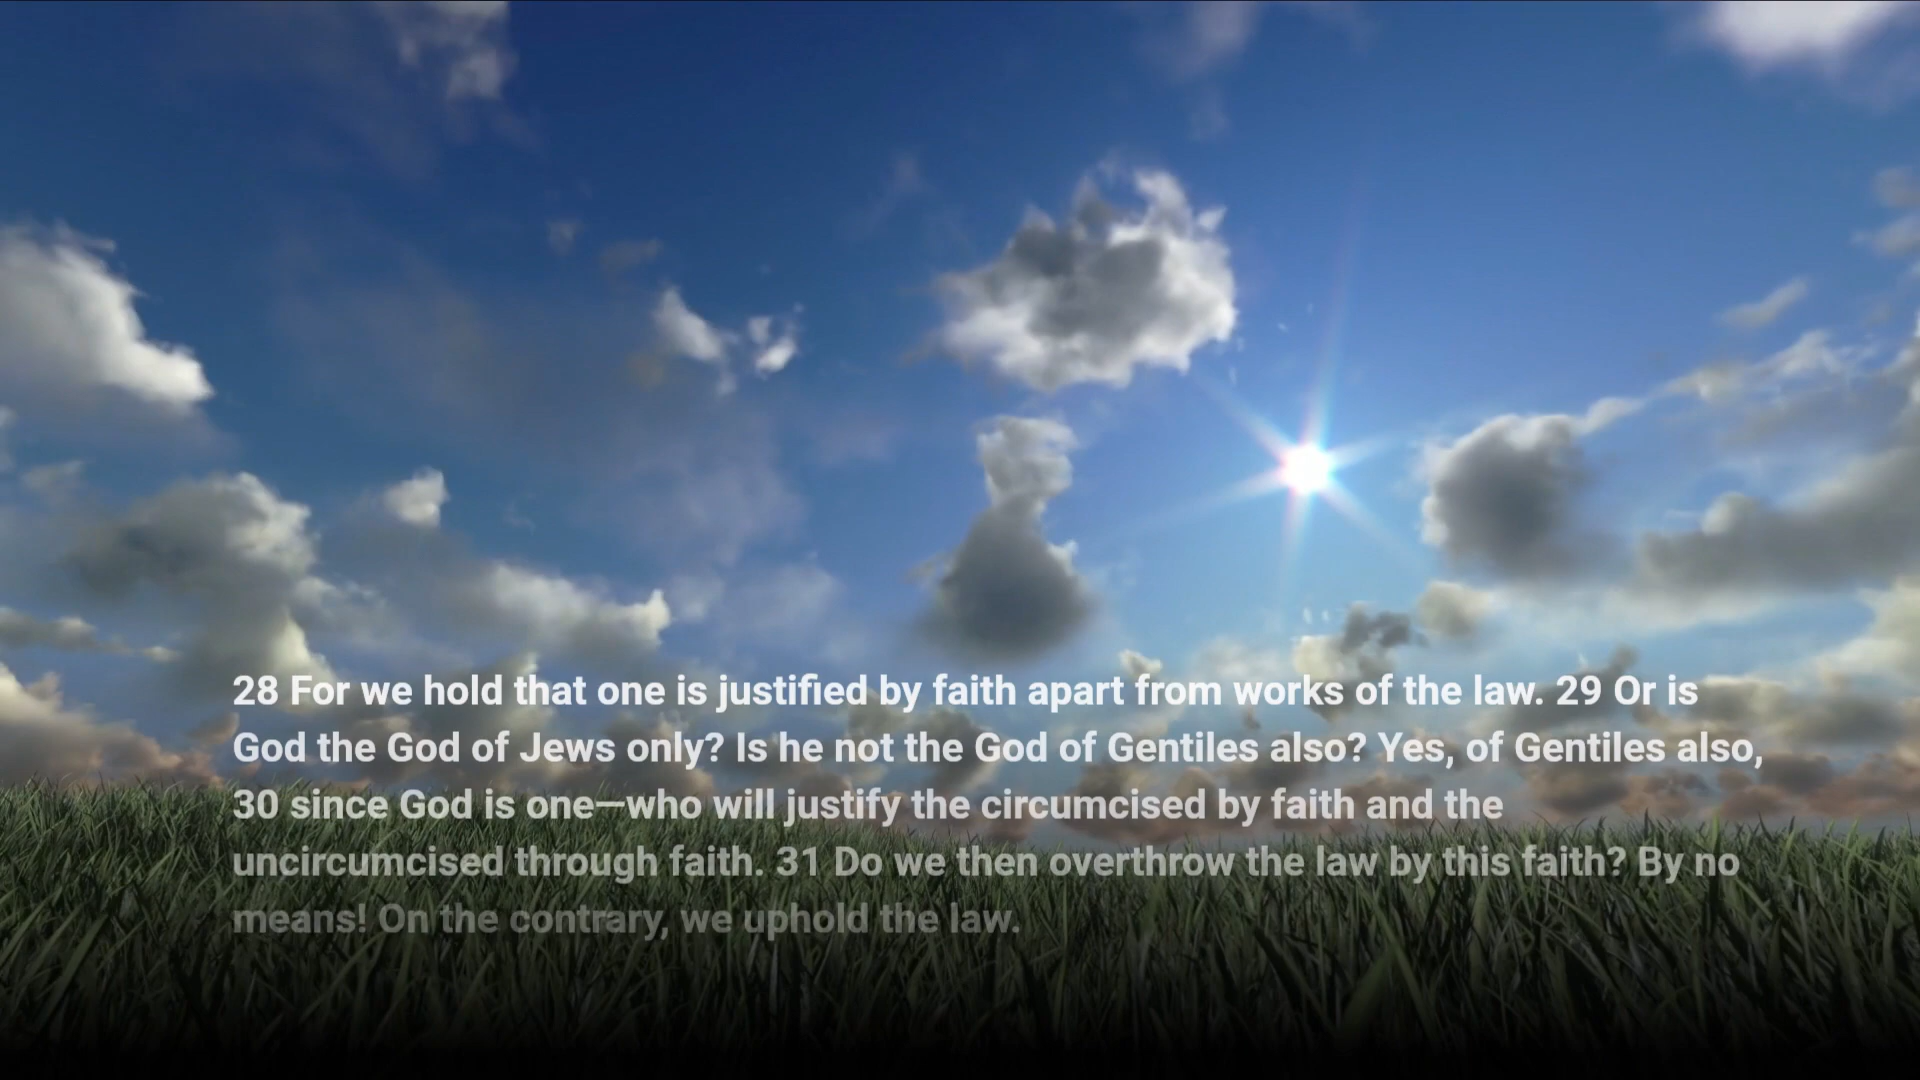 28 For we hold that one is justified by faith apart from works of the law. 29 Or is
God the God of Jews only? Is he not the God of Gentiles also? Yes, of Gentiles also,
30 since God is one—who will justify the circumcised by faith and the
uncircumcised through faith. 31 Do we then overthrow the law by this faith? By no
means! On the contrary, we uphold the law.